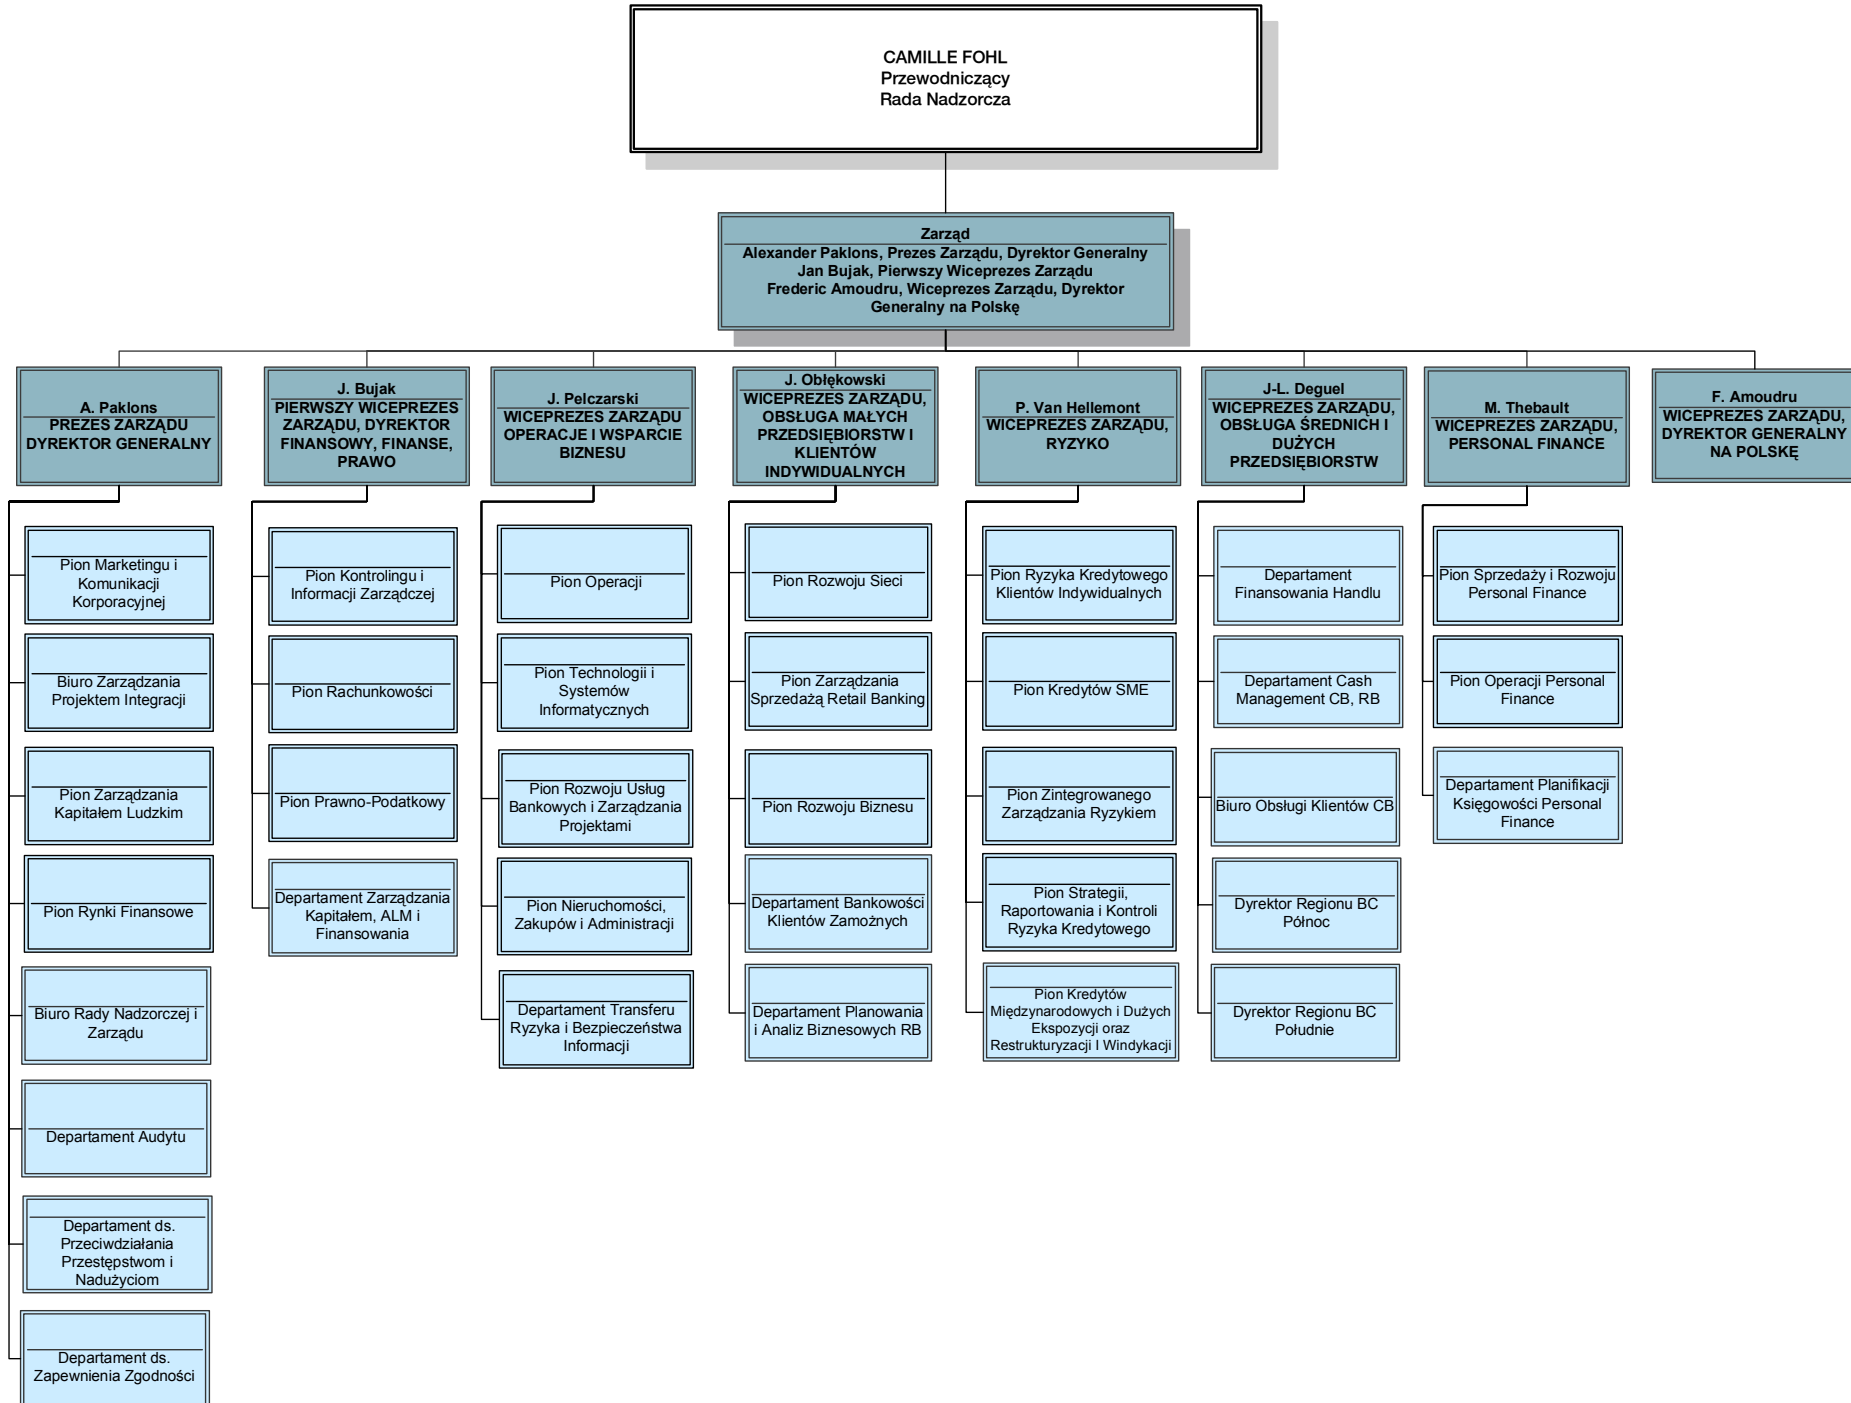 CAMILLE FOHL
Przewodniczący
Rada Nadzorcza
Zarząd
Alexander Paklons, Prezes Zarządu, Dyrektor Generalny
Jan Bujak, Pierwszy Wiceprezes Zarządu
Frederic Amoudru, Wiceprezes Zarządu, Dyrektor
Generalny na Polskę
A. Paklons
PREZES ZARZĄDU
DYREKTOR GENERALNY
J. Bujak
PIERWSZY WICEPREZES
ZARZĄDU, DYREKTOR
FINANSOWY, FINANSE,
PRAWO
J. Pelczarski
WICEPREZES ZARZĄDU
OPERACJE I WSPARCIE
BIZNESU
J. Obłękowski
WICEPREZES ZARZĄDU,
OBSŁUGA MAŁYCH
PRZEDSIĘBIORSTW I
KLIENTÓW
INDYWIDUALNYCH
P. Van Hellemont
WICEPREZES ZARZĄDU,
RYZYKO
J-L. Deguel
WICEPREZES ZARZĄDU,
OBSŁUGA ŚREDNICH I
DUŻYCH
PRZEDSIĘBIORSTW
M. Thebault
WICEPREZES ZARZĄDU,
PERSONAL FINANCE
F. Amoudru
WICEPREZES ZARZĄDU,
DYREKTOR GENERALNY
NA POLSKĘ
Pion Marketingu i
Komunikacji
Korporacyjnej
Biuro Zarządzania
Projektem Integracji
Pion Zarządzania
Kapitałem Ludzkim
Pion Rynki Finansowe
Biuro Rady Nadzorczej i
Zarządu
Departament Audytu
Departament ds.
Przeciwdziałania
Przestępstwom i
Nadużyciom
Departament ds.
Zapewnienia Zgodności
Pion Kontrolingu i
Informacji Zarządczej
Pion Rachunkowości
Pion Prawno-Podatkowy
Departament Zarządzania
Kapitałem, ALM i
Finansowania
Pion Operacji
Pion Technologii i
Systemów
Informatycznych
Pion Rozwoju Usług
Bankowych i Zarządzania
Projektami
Pion Nieruchomości,
Zakupów i Administracji
Departament Transferu
Ryzyka i Bezpieczeństwa
Informacji
Pion Rozwoju Sieci
Pion Zarządzania
Sprzedażą Retail Banking
Pion Rozwoju Biznesu
Departament Bankowości
Klientów Zamożnych
Departament Planowania
i Analiz Biznesowych RB
Pion Ryzyka Kredytowego
Klientów Indywidualnych
Pion Kredytów SME
Pion Zintegrowanego
Zarządzania Ryzykiem
Pion Strategii,
Raportowania i Kontroli
Ryzyka Kredytowego
Pion Kredytów
Międzynarodowych i Dużych
Ekspozycji oraz
Restrukturyzacji I Windykacji
Departament
Finansowania Handlu
Departament Cash
Management CB, RB
Biuro Obsługi Klientów CB
Dyrektor Regionu BC
Północ
Dyrektor Regionu BC
Południe
Pion Sprzedaży i Rozwoju
Personal Finance
Pion Operacji Personal
Finance
Departament Planifikacji
Księgowości Personal
Finance